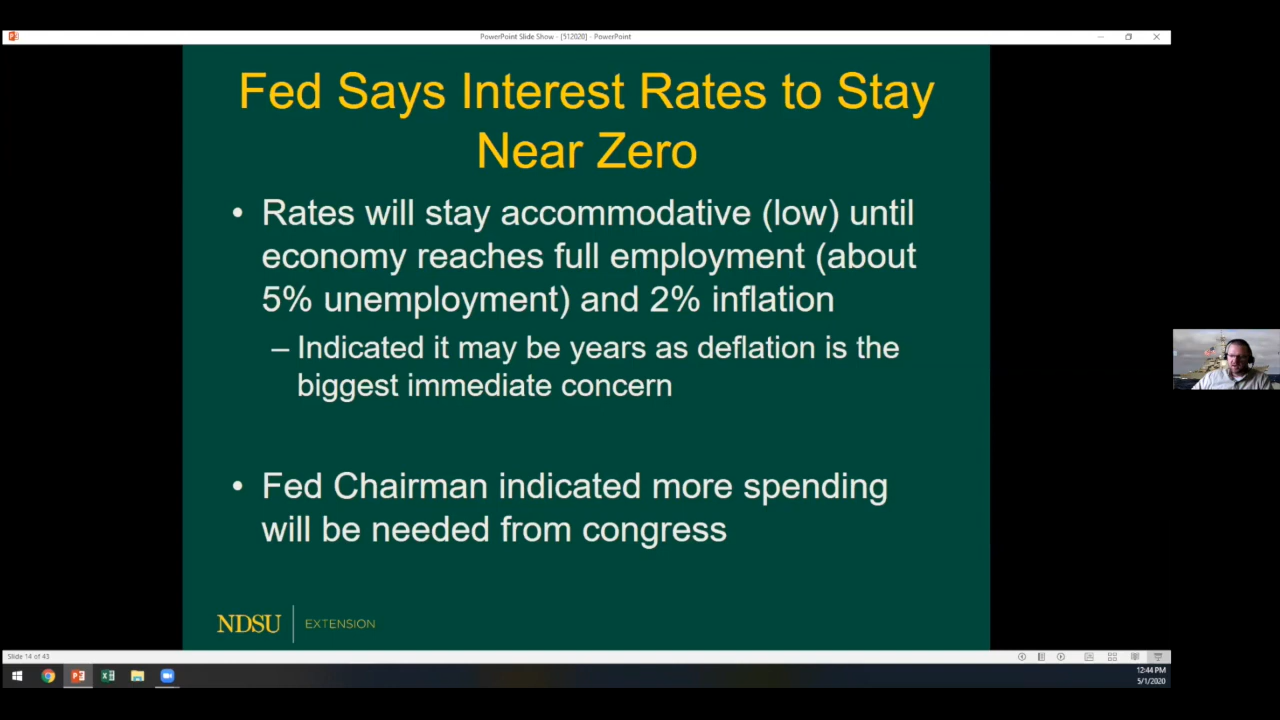 PowerPoint Slide Show - [512020] - PowerPoint
Fed Says Interest Rates to Stay
Near Zero
• Rates will stay accommodative (low) until
economy reaches full employment (about
5% unemployment) and 2% inflation
– Indicated it may be years as deflation is the
biggest immediate concern
• Fed Chairman indicated more spending
will be needed from congress
NDSU EXTENSION
Slide 14 of 43
12:44 PM
5/1/2020